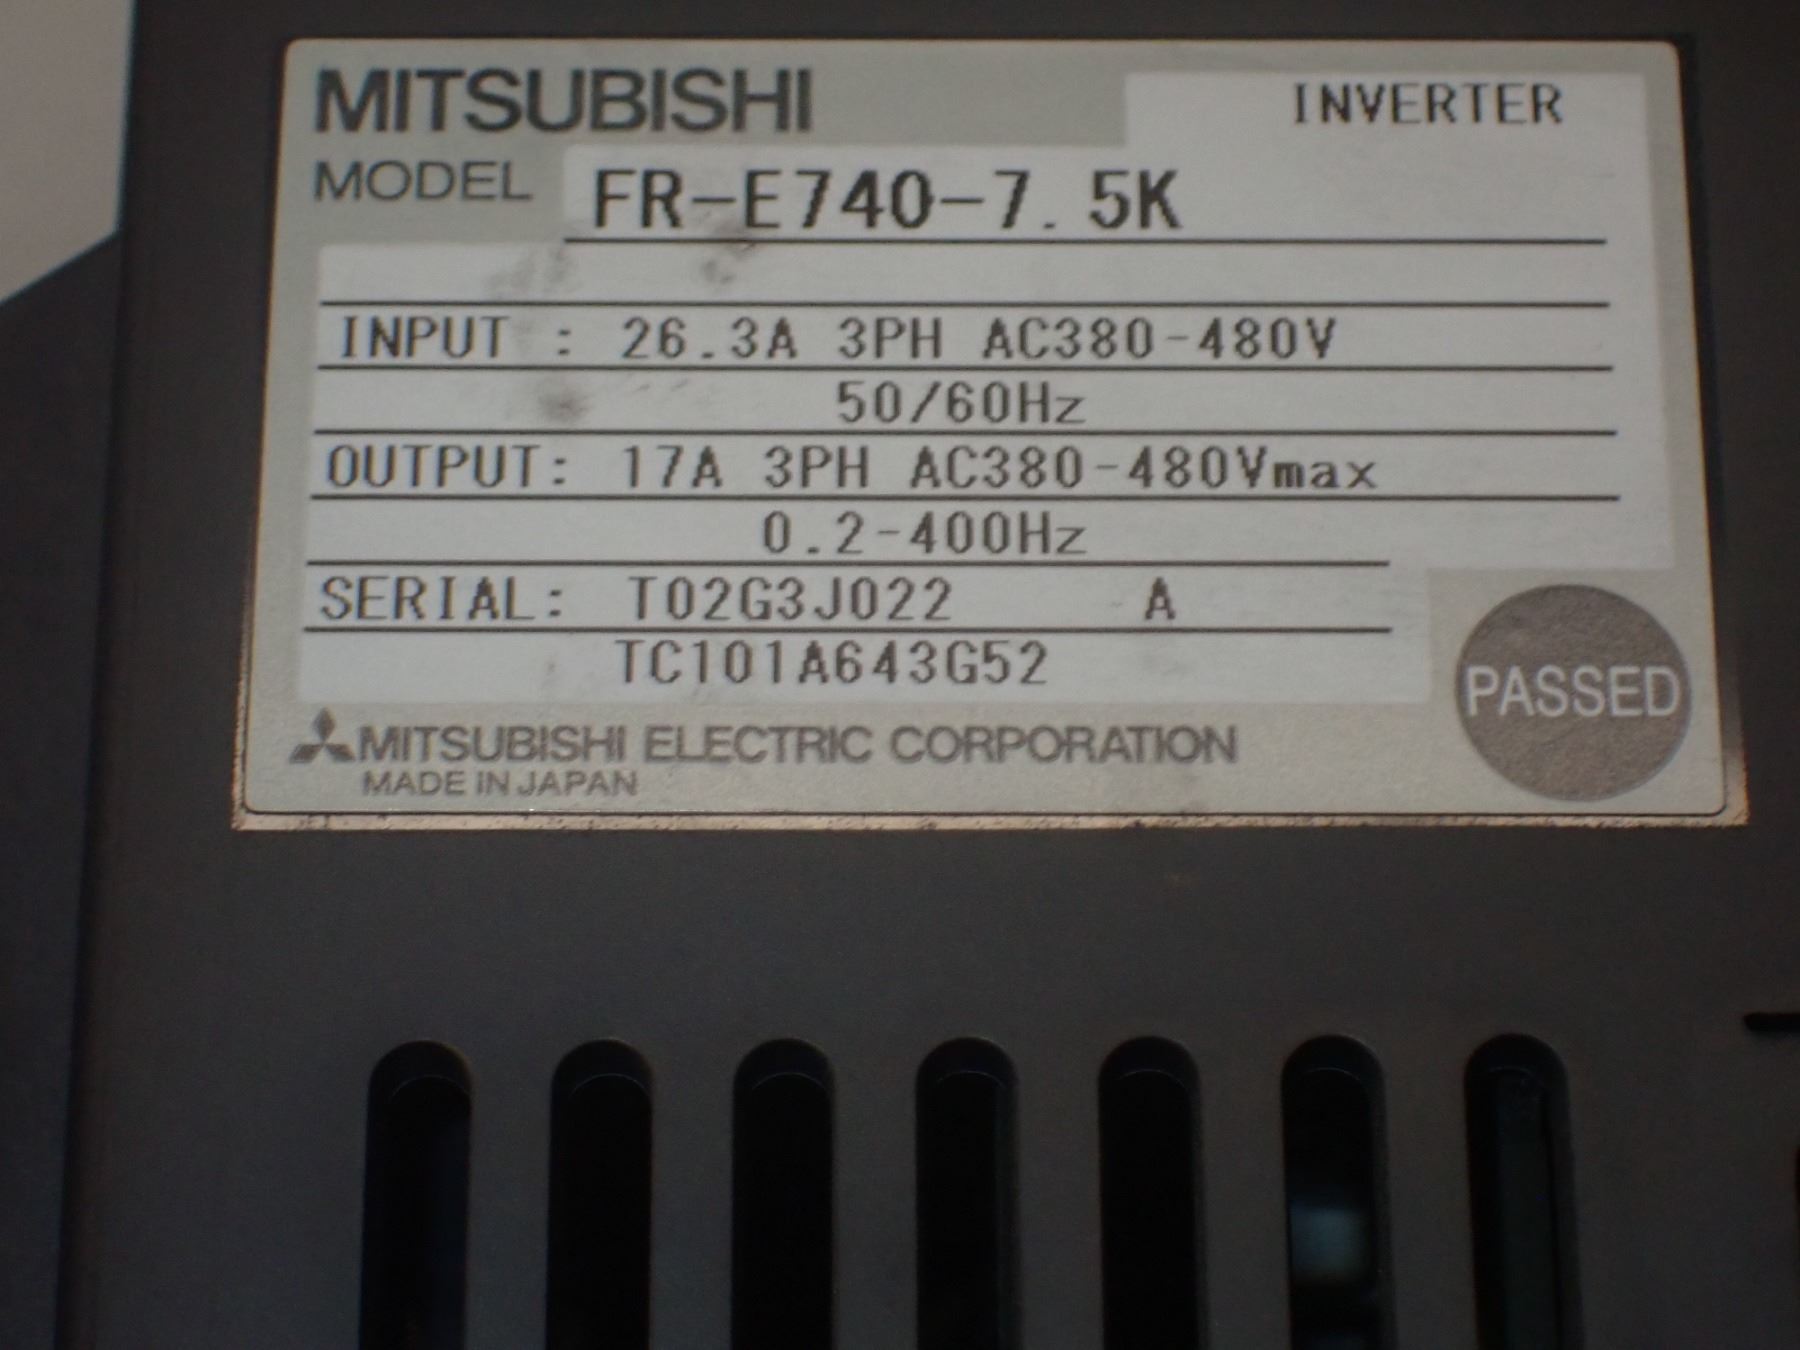 MITSUBISHI
INVERTER
MODEL FR-E740-7.5K
INPUT : 26.3A 3PH AC380-480V
50/60Hz
OUTPUT: 17A 3PH AC380-480Vmax
0.2-400Hz
SERIAL: T02G3J022 A
TC101A643G52
PASSED
MITSUBISHI ELECTRIC CORPORATION
MADE IN JAPAN